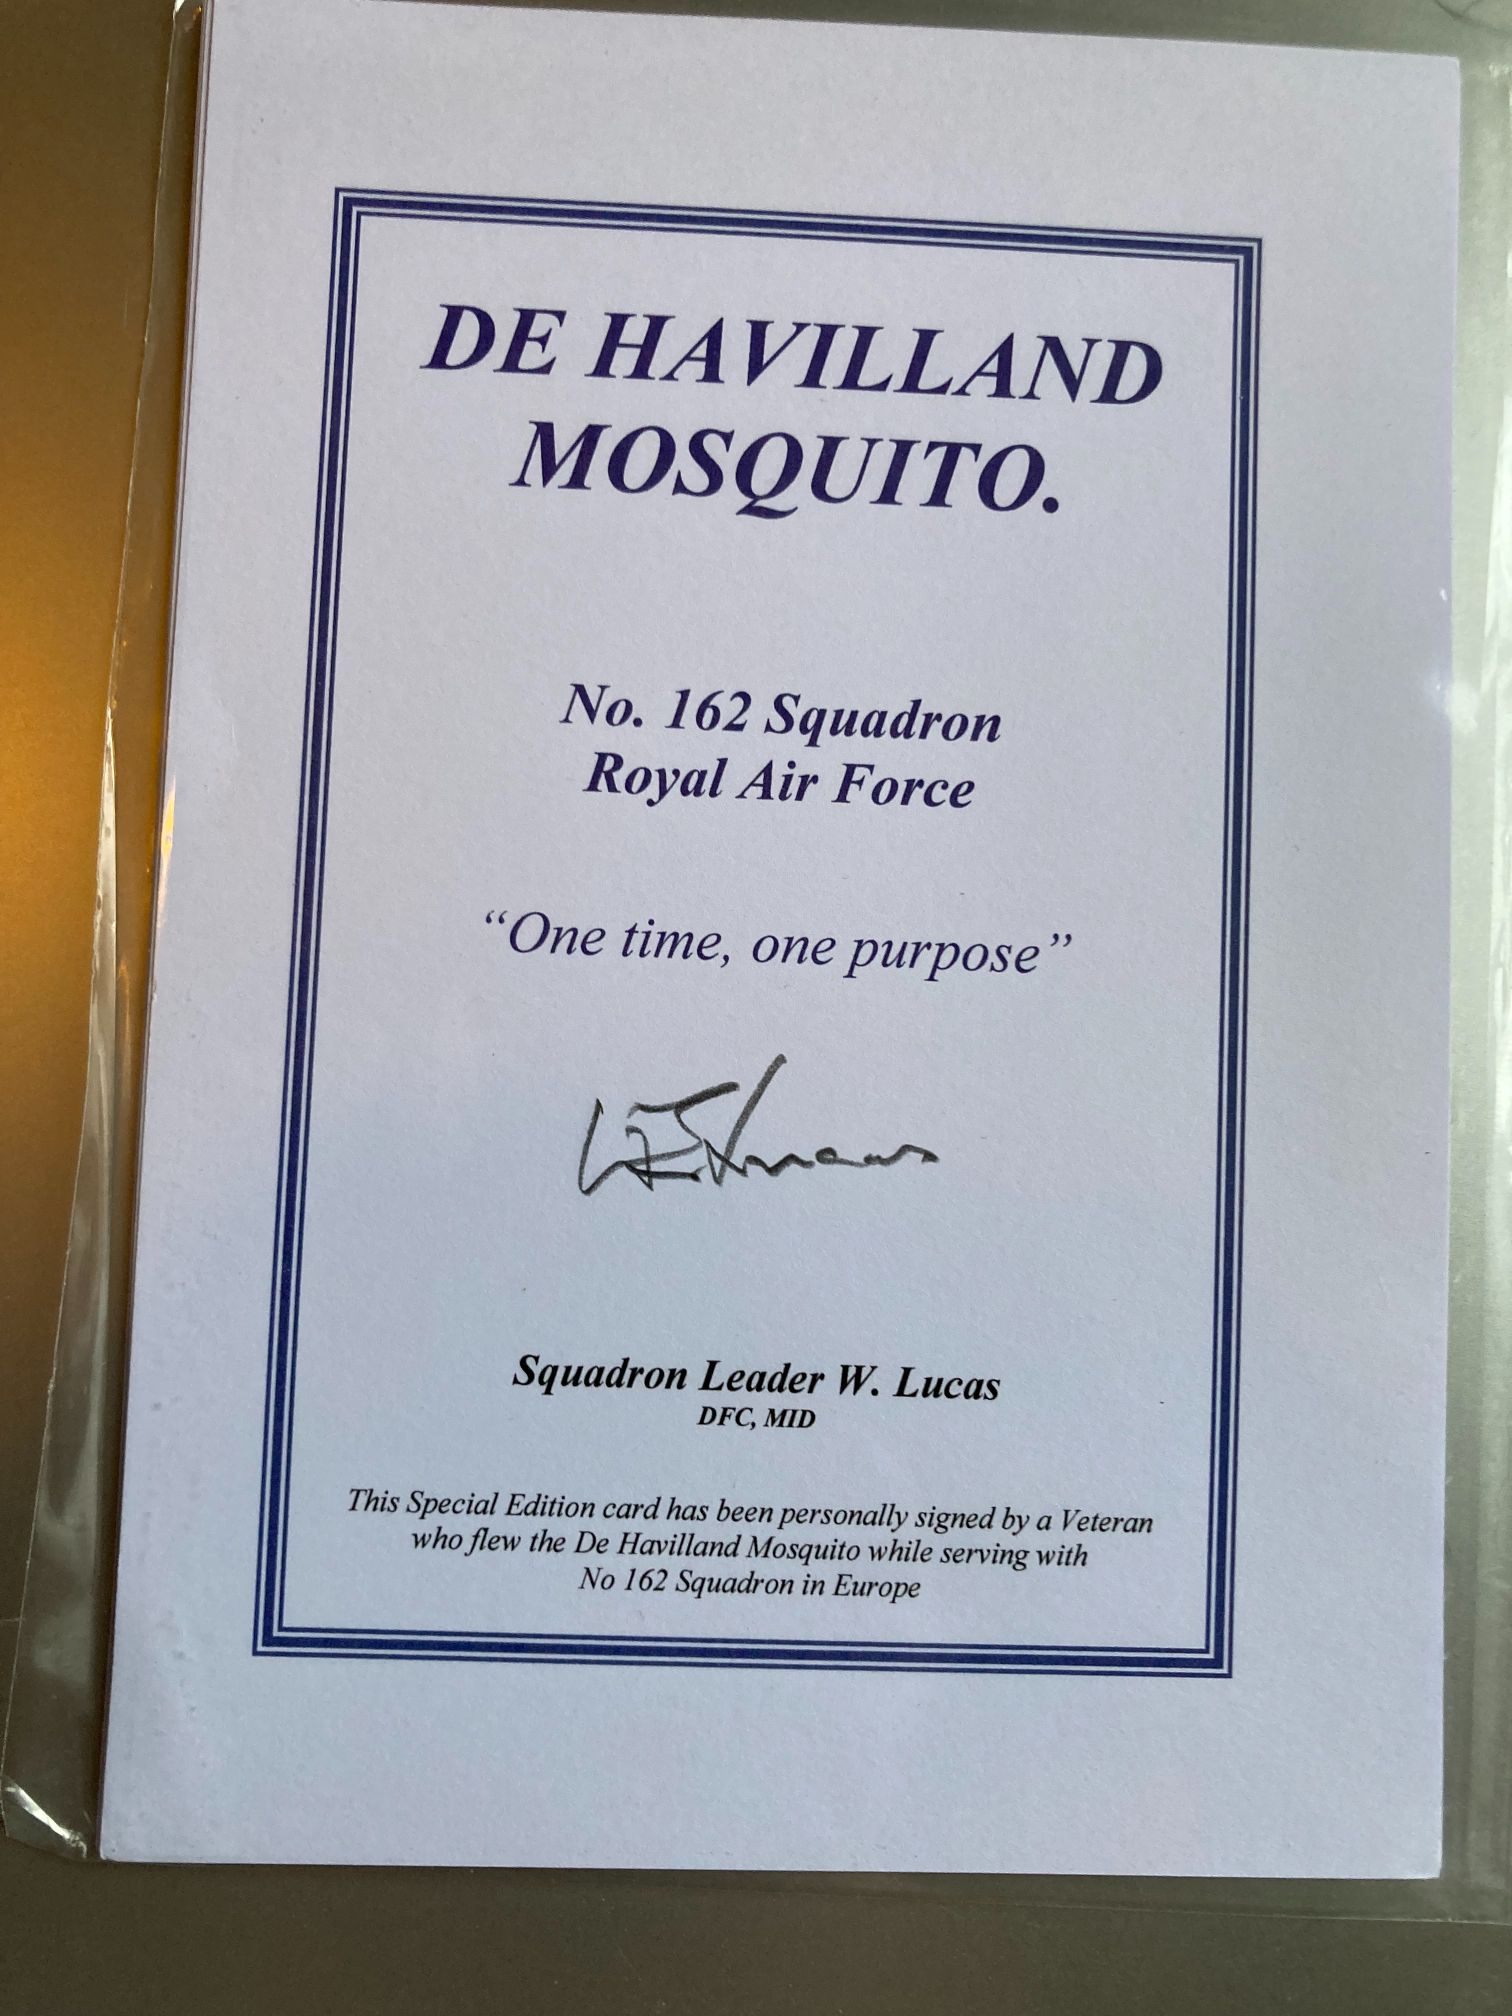 DE HAVILLAND
MOSQUITO.
No. 162 Squadron
Royal Air Force
“One time, one purpose”
Squadron Leader W. Lucas
DFC, MID
This Special Edition card has been personally signed by a Veteran
who flew the De Havilland Mosquito while serving with
No 162 Squadron in Europe